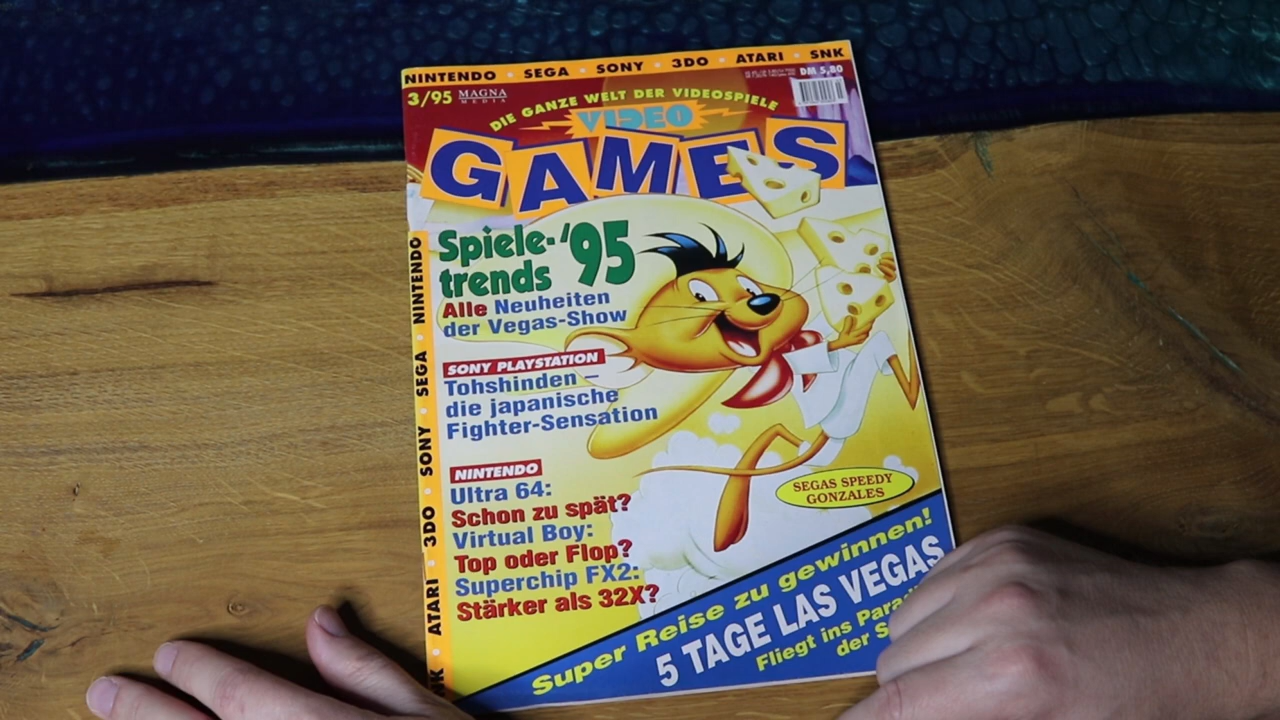 NINTENDO • SEGA • SONY • 3DO • ATARI • SNK
3/95 MAGNA MEDIA
DM 5,80
DIE GANZE WELT DER VIDEOSPIELE
VIDEO
GAMES
Spiele-'95
trends
Alle Neuheiten
der Vegas-Show
SONY PLAYSTATION
Tohshinden –
die japanische
Fighter-Sensation
NINTENDO
Ultra 64:
Schon zu spät?
Virtual Boy:
Top oder Flop?
Superchip FX2:
Stärker als 32X?
SEGAS SPEEDY
GONZALES
Super Reise zu gewinnen!
5 TAGE LAS VEGAS
Fliegt ins
der
ATARI • 3DO • SONY • SEGA • NINTENDO